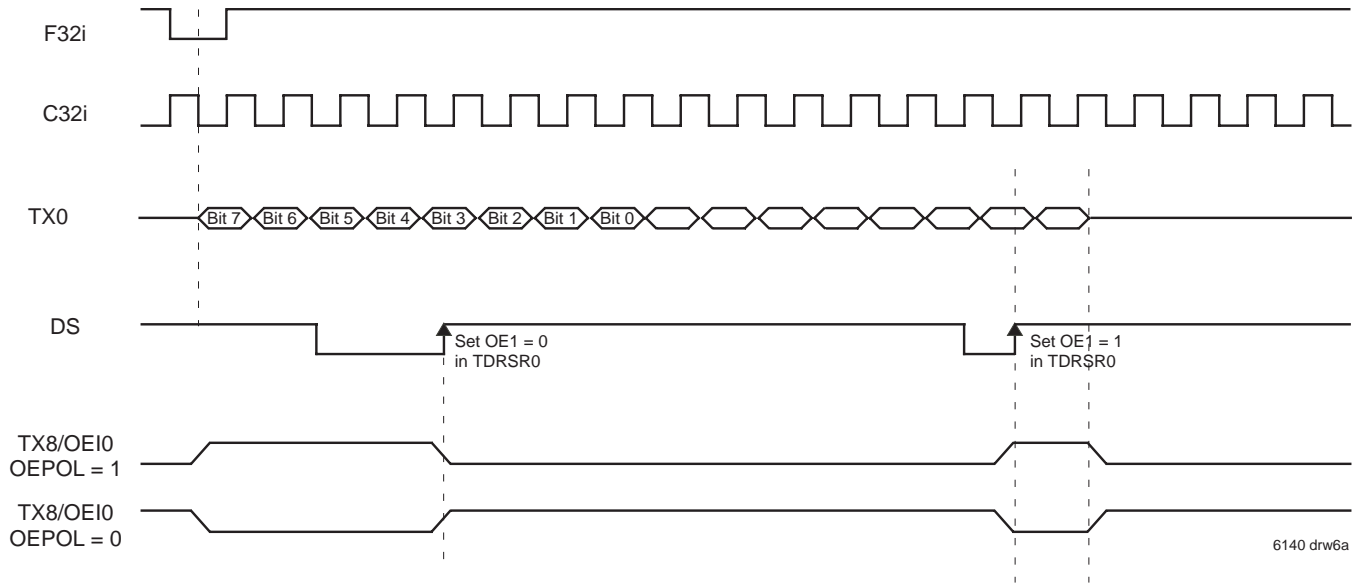 F32i
C32i
TX0
Bit 7 Bit 6 Bit 5 Bit 4 Bit 3 Bit 2 Bit 1 Bit 0
DS
Set OE1 = 0
in TDRSR0
Set OE1 = 1
in TDRSR0
TX8/OEI0
OEPOL = 1
TX8/OEI0
OEPOL = 0
6140 drw6a